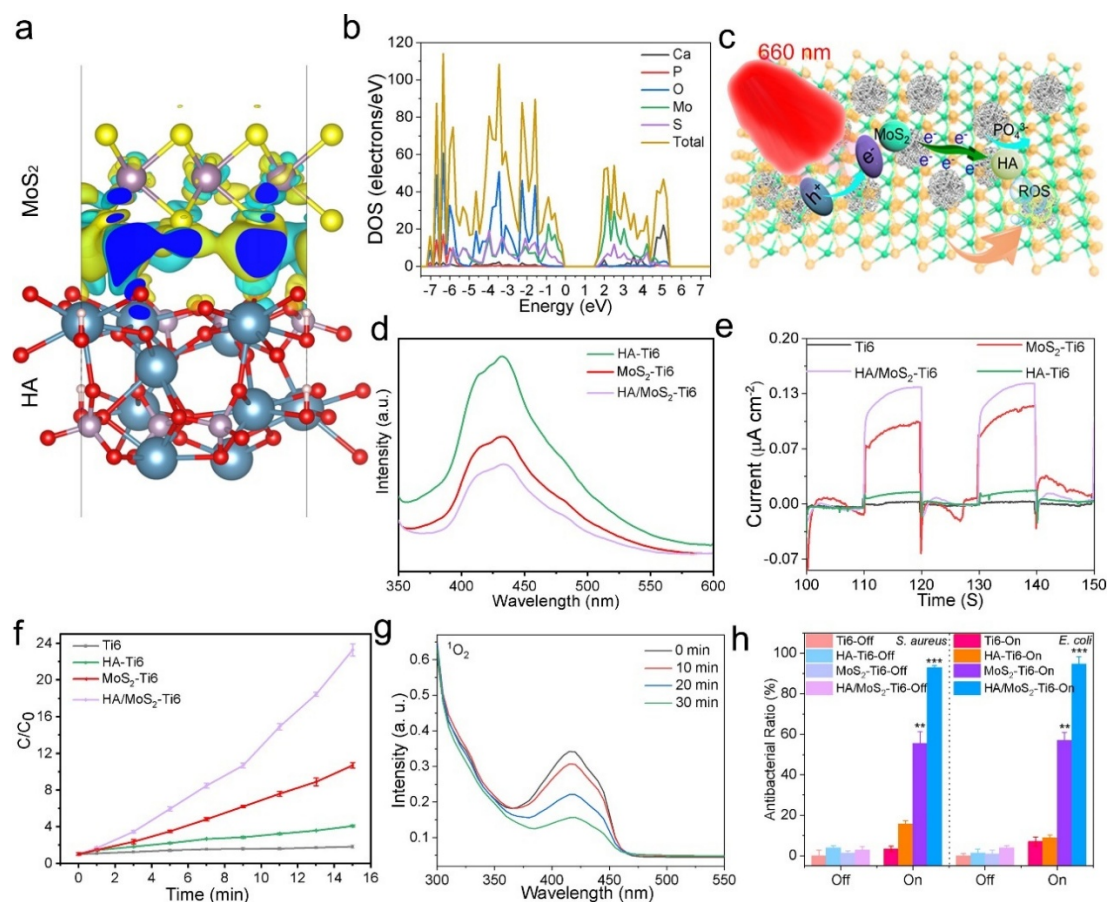 a
MoS₂
HA
b
DOS (electrons/eV)
120
100
80
60
40
20
0
Ca
P
O
Mo
S
Total
-7 -6 -5 -4 -3 -2 -1 0 1 2 3 4 5 6 7
Energy (eV)
c
660 nm
MoS₂
e⁻
h⁺
e⁻ e⁻ e⁻
e⁻ e⁻ e⁻
PO₄³⁻
HA
ROS
d
Intensity (a.u.)
HA-Ti6
MoS₂-Ti6
HA/MoS₂-Ti6
350 400 450 500 550 600
Wavelength (nm)
e
Current (μA cm⁻²)
0.20
0.13
0.07
0.00
-0.07
Ti6 MoS₂-Ti6
HA/MoS₂-Ti6 HA-Ti6
100 110 120 130 140 150
Time (S)
f
C/C₀
24
20
16
12
8
4
0
Ti6
HA-Ti6
MoS₂-Ti6
HA/MoS₂-Ti6
0 2 4 6 8 10 12 14 16
Time (min)
g
Intensity (a. u.)
0.6
0.5
0.4
0.3
0.2
0.1
¹O₂
0 min
10 min
20 min
30 min
300 350 400 450 500 550
Wavelength (nm)
h
Antibacterial Ratio (%)
100
80
60
40
20
0
Ti6-Off
HA-Ti6-Off
MoS₂-Ti6-Off
HA/MoS₂-Ti6-Off
S. aureus
Ti6-On
HA-Ti6-On
MoS₂-Ti6-On
HA/MoS₂-Ti6-On
E. coli
*** ***
** **
Off On Off On